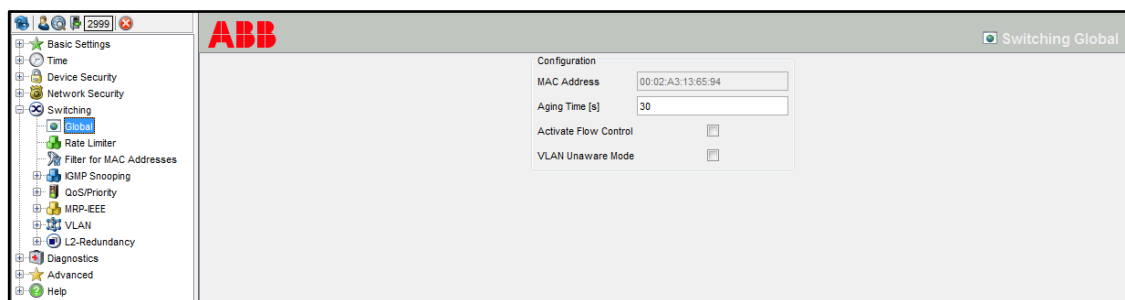 2999
Basic Settings
Time
Device Security
Network Security
Switching
Global
Rate Limiter
Filter for MAC Addresses
IGMP Snooping
QoS/Priority
MRP-IEEE
VLAN
L2-Redundancy
Diagnostics
Advanced
Help
ABB
Switching Global
Configuration
MAC Address 00:02:A3:13:65:94
Aging Time [s] 30
Activate Flow Control
VLAN Unaware Mode